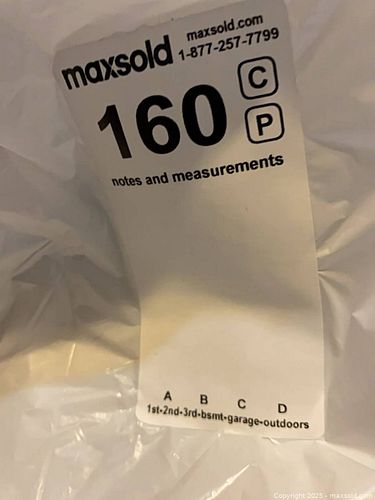 maxsold maxsold.com
1-877-257-7799
160 C
P
notes and measurements
A B C D
1st-2nd-3rd-bsmt-garage-outdoors
Copyright 2025 - maxsold.com